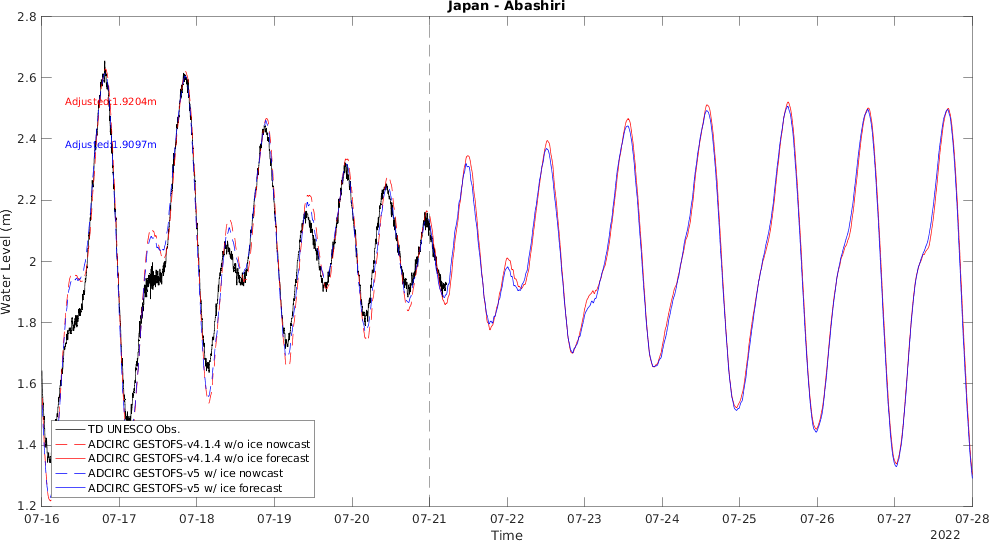 Japan - Abashiri
2.8
2.6
2.4
2.2
2
1.8
1.6
1.4
1.2
Water Level (m)
Adjusted:1.9204m
Adjusted:1.9097m
TD UNESCO Obs.
ADCIRC GESTOFS-v4.1.4 w/o ice nowcast
ADCIRC GESTOFS-v4.1.4 w/o ice forecast
ADCIRC GESTOFS-v5 w/ ice nowcast
ADCIRC GESTOFS-v5 w/ ice forecast
07-16 07-17 07-18 07-19 07-20 07-21 07-22 07-23 07-24 07-25 07-26 07-27 07-28
Time
2022